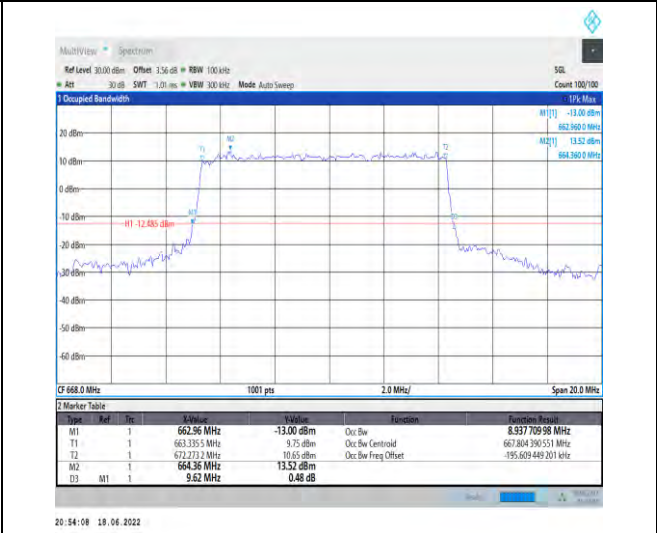 MultiView Spectrum
Ref Level 30.00 dBm Offset 3.56 dB RBW 100 kHz SGL
Att 30 dB SWT 1.01 ms VBW 300 kHz Mode Auto Sweep Count 100/100
1 Occupied Bandwidth 1Pk Max
M1[1] -13.00 dBm
662.960 0 MHz
M2[1] 13.52 dBm
664.360 0 MHz
20 dBm
M2
T1
T2
10 dBm
0 dBm
-10 dBm
M1
D3
H1 -12.485 dBm
-20 dBm
-30 dBm
-40 dBm
-50 dBm
-60 dBm
CF 668.0 MHz 1001 pts 2.0 MHz/ Span 20.0 MHz
2 Marker Table
Type Ref Trc X-Value Y-Value Function Function Result
M1 1 662.96 MHz -13.00 dBm Occ Bw 8.937 709 98 MHz
T1 1 663.335 5 MHz 9.75 dBm Occ Bw Centroid 667.804 390 551 MHz
T2 1 672.273 2 MHz 10.65 dBm Occ Bw Freq Offset -195.609 449 201 kHz
M2 1 664.36 MHz 13.52 dBm
D3 M1 1 9.62 MHz 0.48 dB
20:54:08 18.06.2022